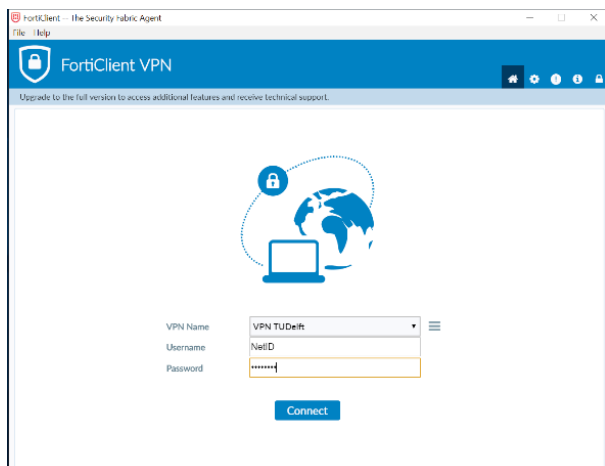 FortiClient -- The Security Fabric Agent
File Help
FortiClient VPN
Upgrade to the full version to access additional features and receive technical support.
VPN Name VPN TUDelft
Username NetID
Password ********
Connect